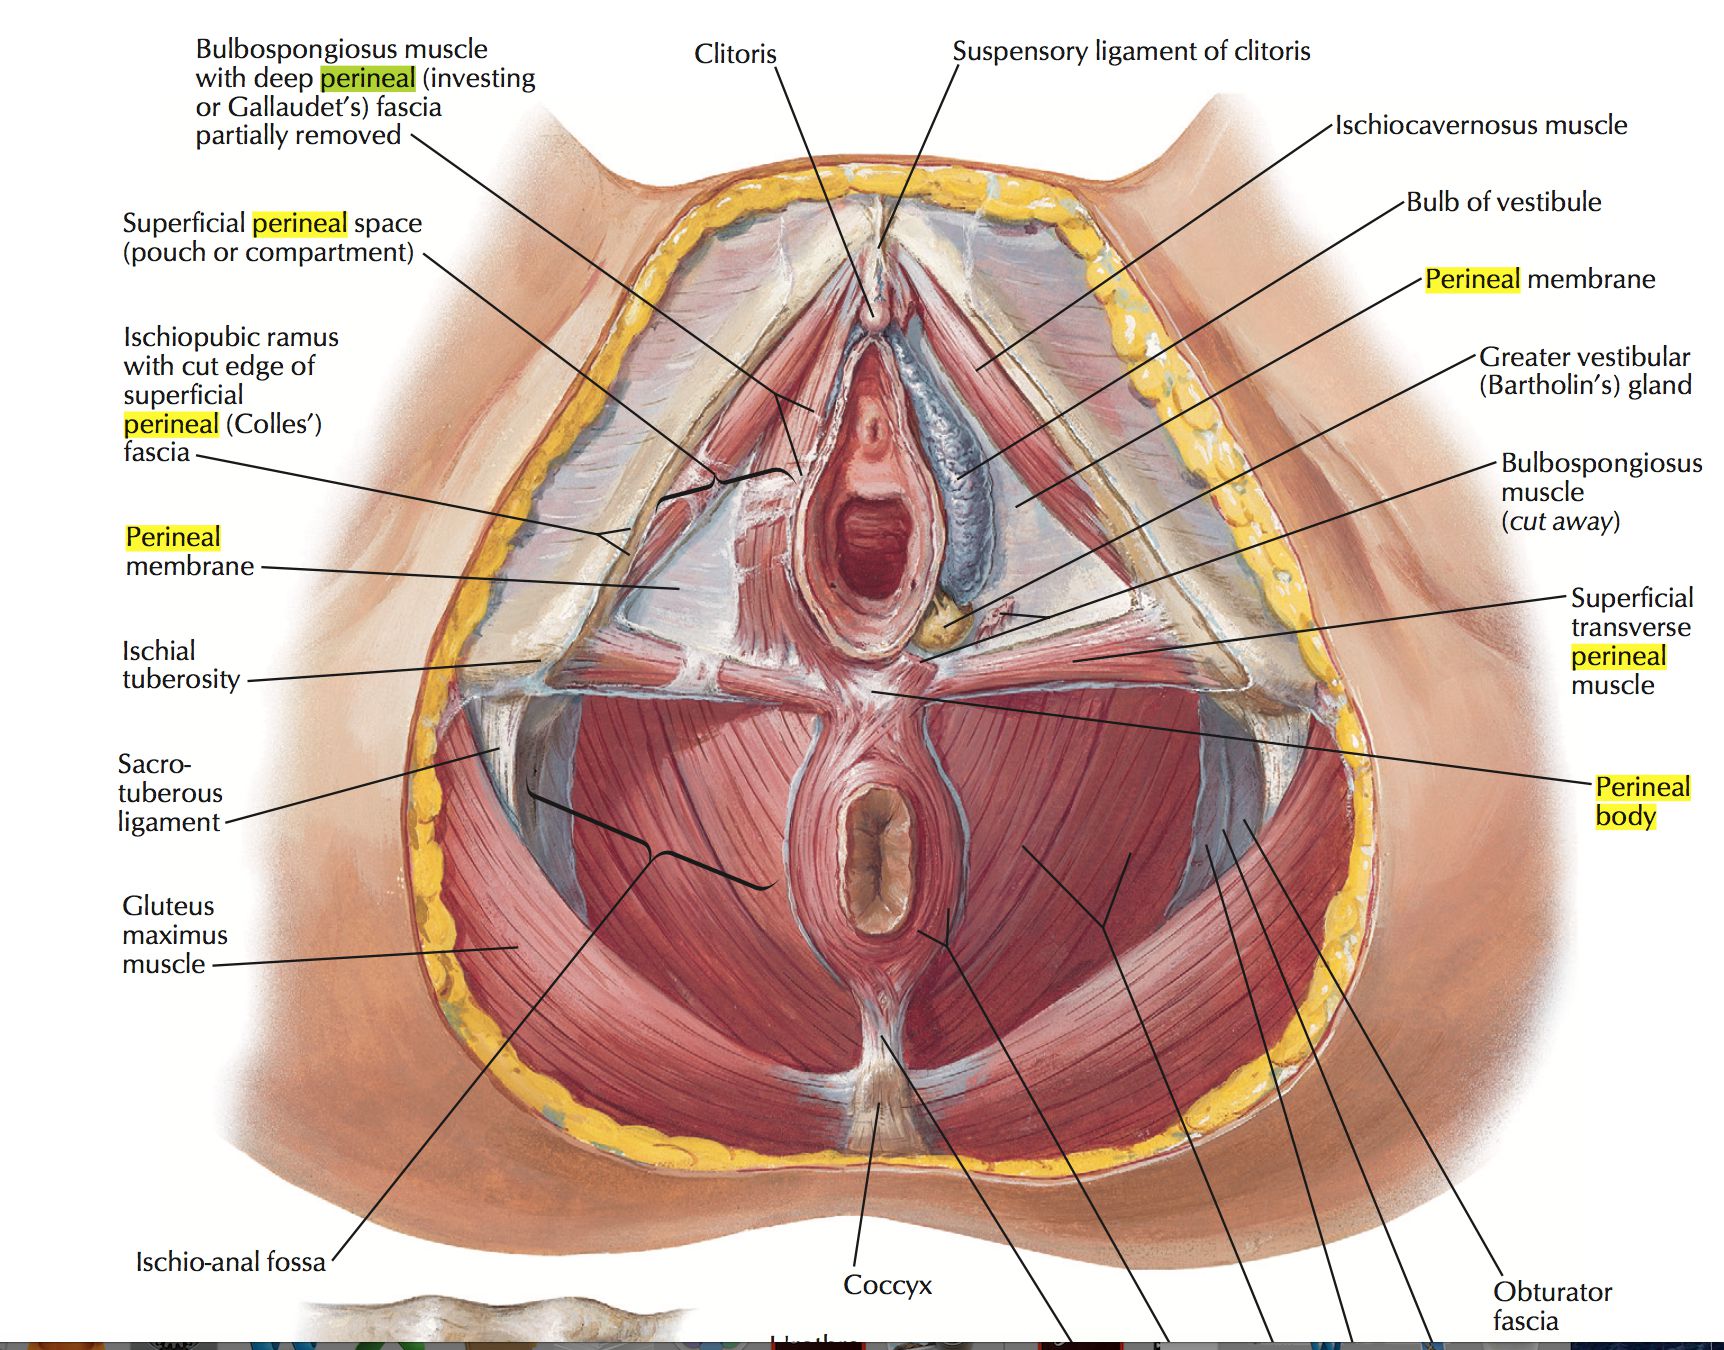 Bulbospongiosus muscle
with deep perineal (investing
or Gallaudet's) fascia
partially removed
Superficial perineal space
(pouch or compartment)
Ischiopubic ramus
with cut edge of
superficial
perineal (Colles')
fascia
Perineal
membrane
Ischial
tuberosity
Sacro-
tuberous
ligament
Gluteus
maximus
muscle
Ischio-anal fossa
Clitoris
Suspensory ligament of clitoris
Ischiocavernosus muscle
Bulb of vestibule
Perineal membrane
Greater vestibular
(Bartholin's) gland
Bulbospongiosus
muscle
(cut away)
Superficial
transverse
perineal
muscle
Perineal
body
Coccyx
Obturator
fascia
Urethra